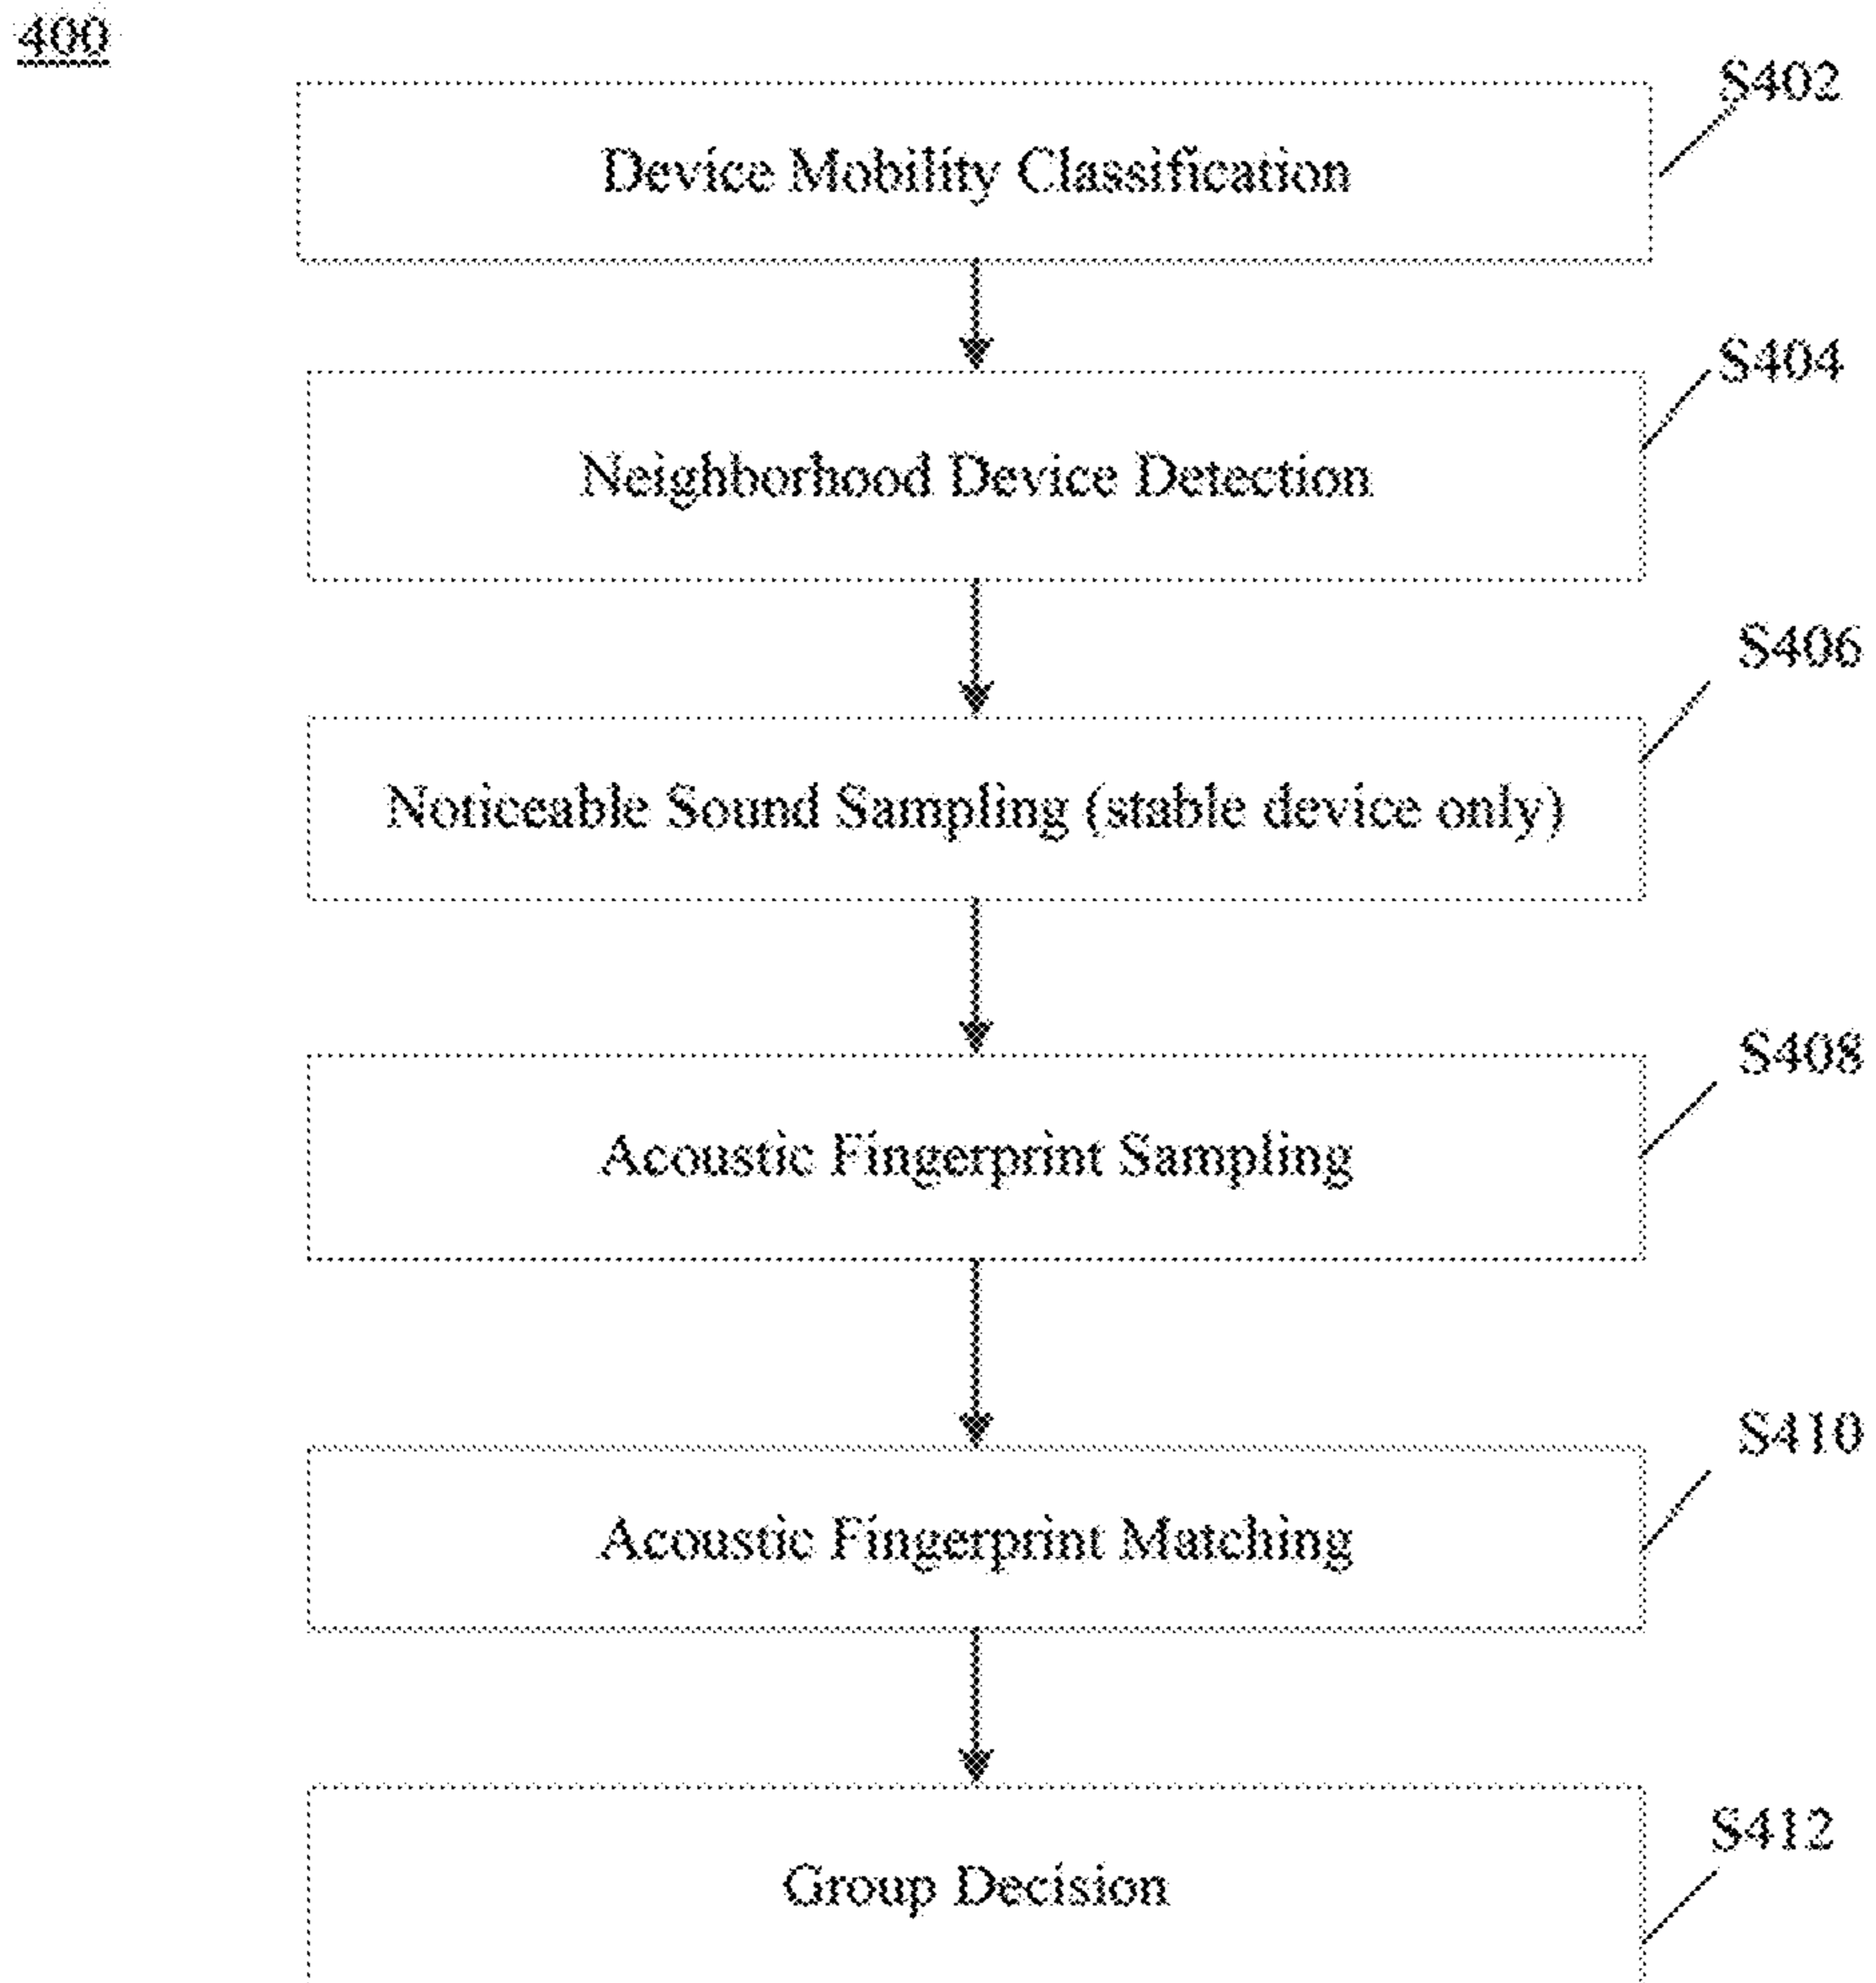 400
S402
Device Mobility Classification
S404
Neighborhood Device Detection
S406
Noticeable Sound Sampling (stable device only)
S408
Acoustic Fingerprint Sampling
S410
Acoustic Fingerprint Matching
S412
Group Decision